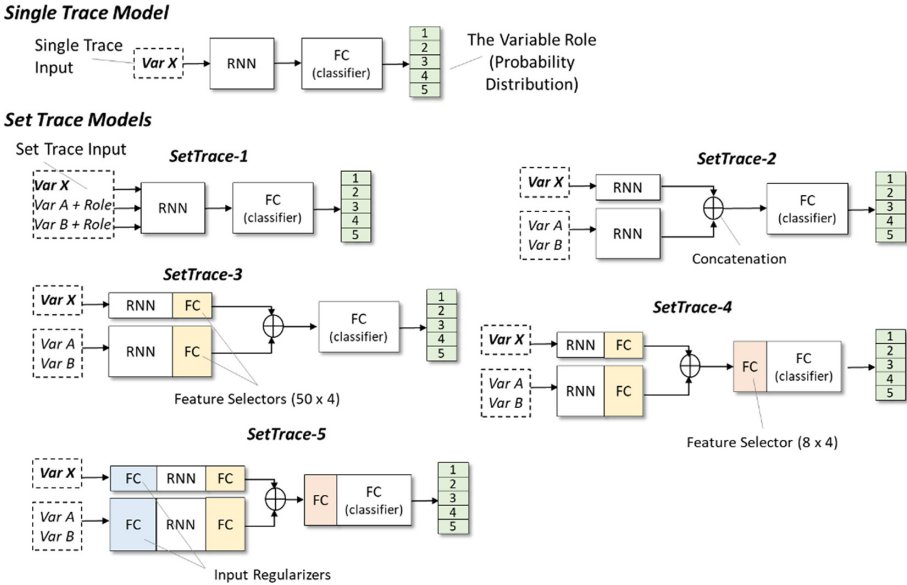 Single Trace Model
Single Trace
Input
Var X
RNN
FC
(classifier)
1
2
3
4
5
The Variable Role
(Probability
Distribution)
Set Trace Models
Set Trace Input
SetTrace-1
Var X
Var A + Role
Var B + Role
RNN
FC
(classifier)
1
2
3
4
5
SetTrace-2
Var X
RNN
Var A
Var B
RNN
FC
(classifier)
1
2
3
4
5
Concatenation
SetTrace-3
Var X
RNN
FC
Var A
Var B
RNN
FC
FC
(classifier)
1
2
3
4
5
Feature Selectors (50 x 4)
SetTrace-4
Var X
RNN
FC
Var A
Var B
RNN
FC
FC
FC
(classifier)
1
2
3
4
5
Feature Selector (8 x 4)
SetTrace-5
Var X
FC
RNN
FC
Var A
Var B
FC
RNN
FC
FC
FC
(classifier)
1
2
3
4
5
Input Regularizers